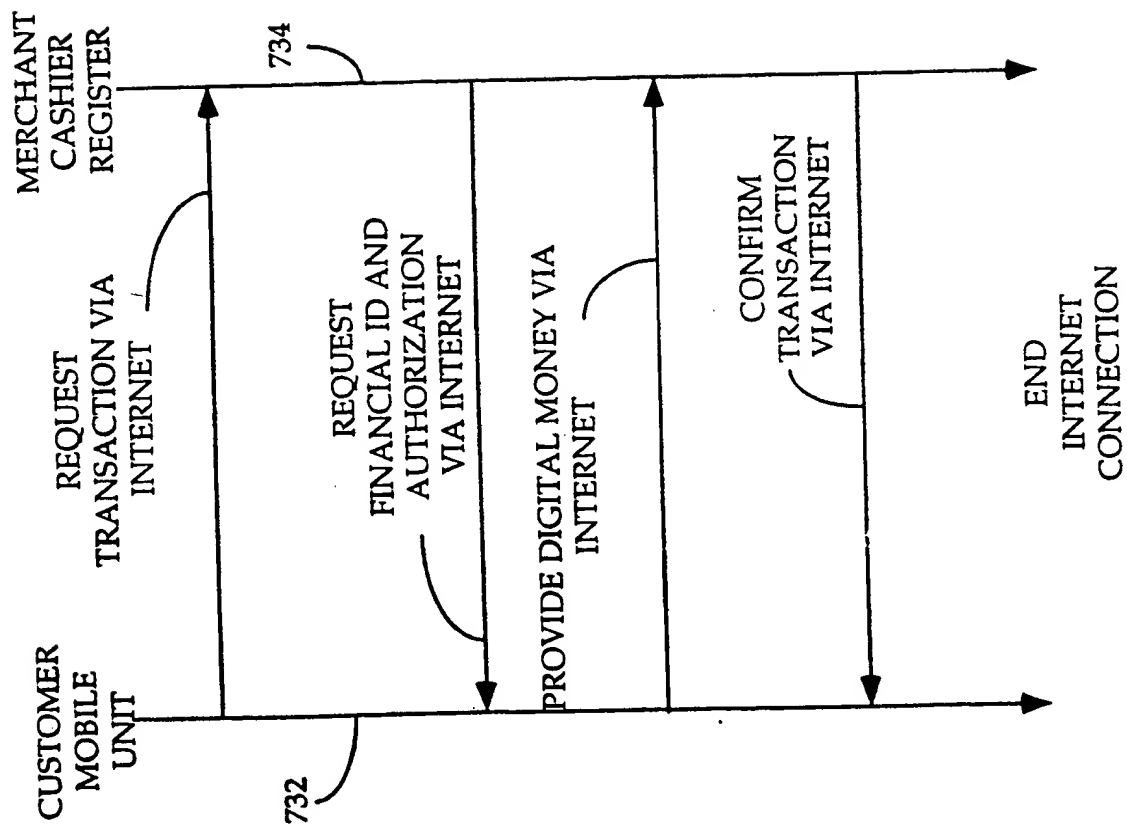 CUSTOMER
MOBILE
UNIT
MERCHANT
CASHIER
REGISTER
732
734
REQUEST
TRANSACTION VIA
INTERNET
REQUEST
FINANCIAL ID AND
AUTHORIZATION
VIA INTERNET
PROVIDE DIGITAL MONEY VIA
INTERNET
CONFIRM
TRANSACTION
VIA INTERNET
END
INTERNET
CONNECTION